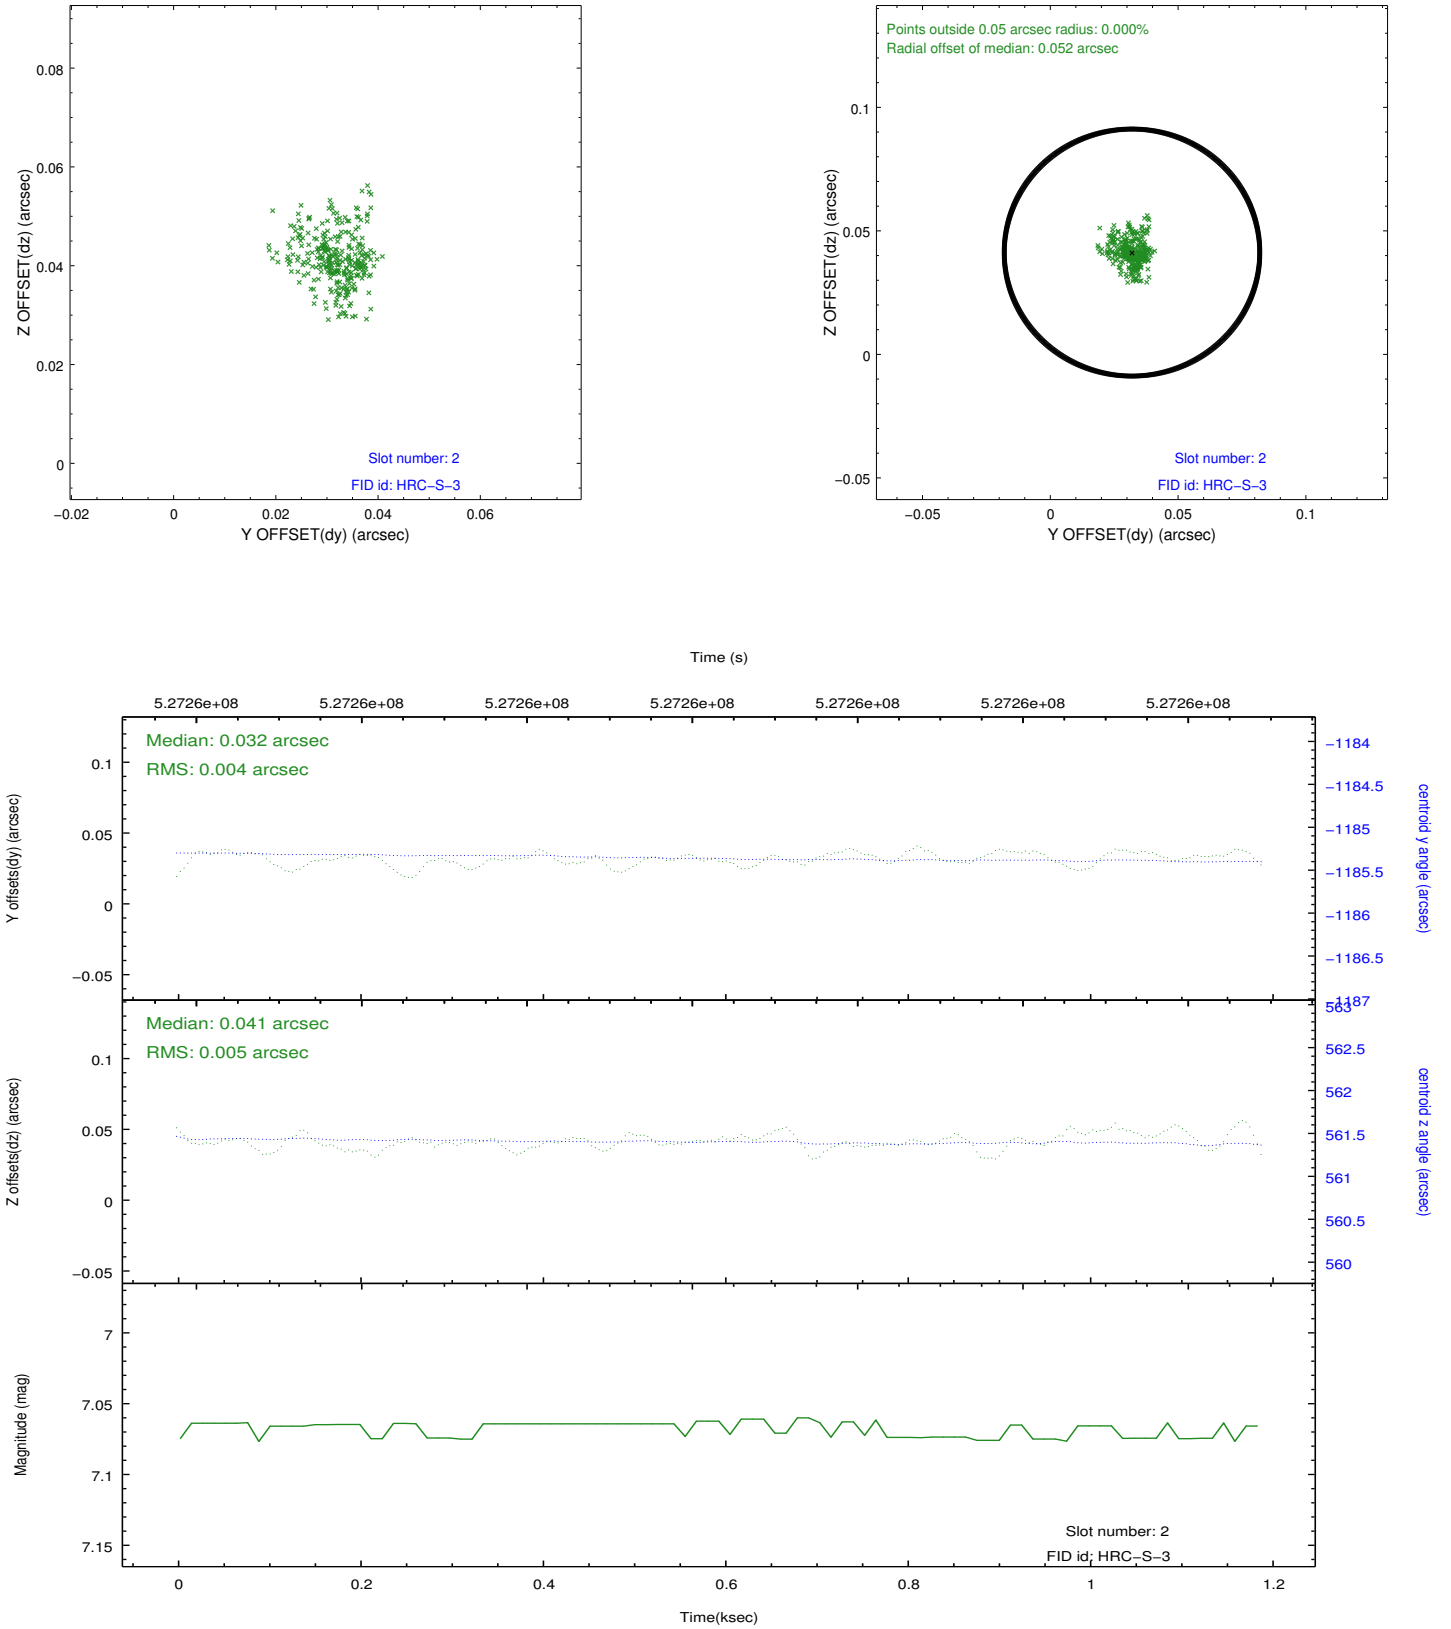 0.08
0.06
0.04
0.02
0
Z OFFSET(dz) (arcsec)
Slot number: 2
FID id: HRC−S−3
−0.02
0
0.02
0.04
0.06
Y OFFSET(dy) (arcsec)
Points outside 0.05 arcsec radius: 0.000%
Radial offset of median: 0.052 arcsec
0.1
0.05
0
−0.05
Z OFFSET(dz) (arcsec)
Slot number: 2
FID id: HRC−S−3
−0.05
0
0.05
0.1
Y OFFSET(dy) (arcsec)
Time (s)
5.2726e+08
5.2726e+08
5.2726e+08
5.2726e+08
5.2726e+08
5.2726e+08
5.2726e+08
Median: 0.032 arcsec
RMS: 0.004 arcsec
0.1
0.05
0
−0.05
Y offsets(dy) (arcsec)
−1184
−1184.5
−1185
−1185.5
−1186
−1186.5
−1187
centroid y angle (arcsec)
Median: 0.041 arcsec
RMS: 0.005 arcsec
0.1
0.05
0
−0.05
Z offsets(dz) (arcsec)
563
562.5
562
561.5
561
560.5
560
centroid z angle (arcsec)
7
7.05
7.1
7.15
Magnitude (mag)
Slot number: 2
FID id: HRC−S−3
0
0.2
0.4
0.6
0.8
1
1.2
Time(ksec)